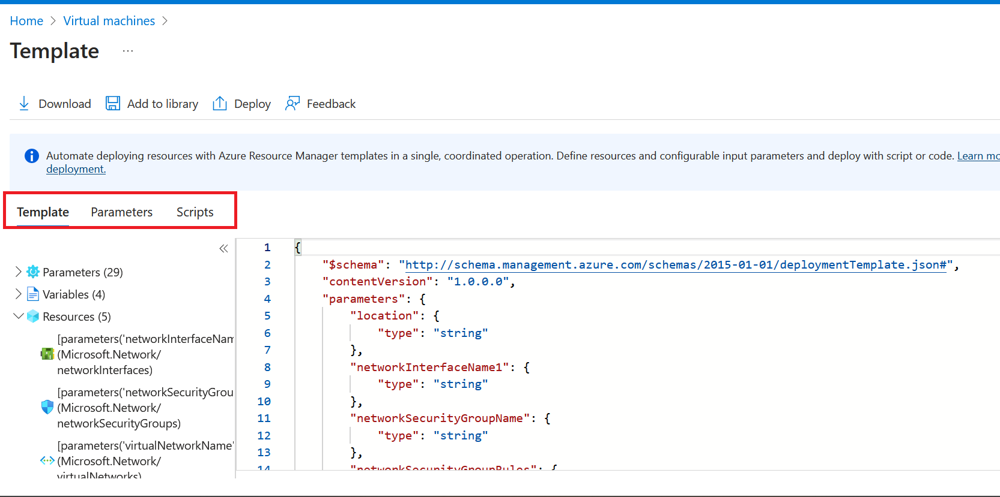 Home > Virtual machines >
Template ...
Download Add to library Deploy Feedback
Automate deploying resources with Azure Resource Manager templates in a single, coordinated operation. Define resources and configurable input parameters and deploy with script or code. Learn mo
deployment.
Template Parameters Scripts
Parameters (29)
Variables (4)
Resources (5)
[parameters('networkInterfaceNam
(Microsoft.Network/
networkInterfaces)
[parameters('networkSecurityGrou
(Microsoft.Network/
networkSecurityGroups)
[parameters('virtualNetworkName'
(Microsoft.Network/
virtualNetworks)
1 {
2 "$schema": "http://schema.management.azure.com/schemas/2015-01-01/deploymentTemplate.json#",
3 "contentVersion": "1.0.0.0",
4 "parameters": {
5 "location": {
6 "type": "string"
7 },
8 "networkInterfaceName1": {
9 "type": "string"
10 },
11 "networkSecurityGroupName": {
12 "type": "string"
13 },
14 "networkSecurityGroupRules": {